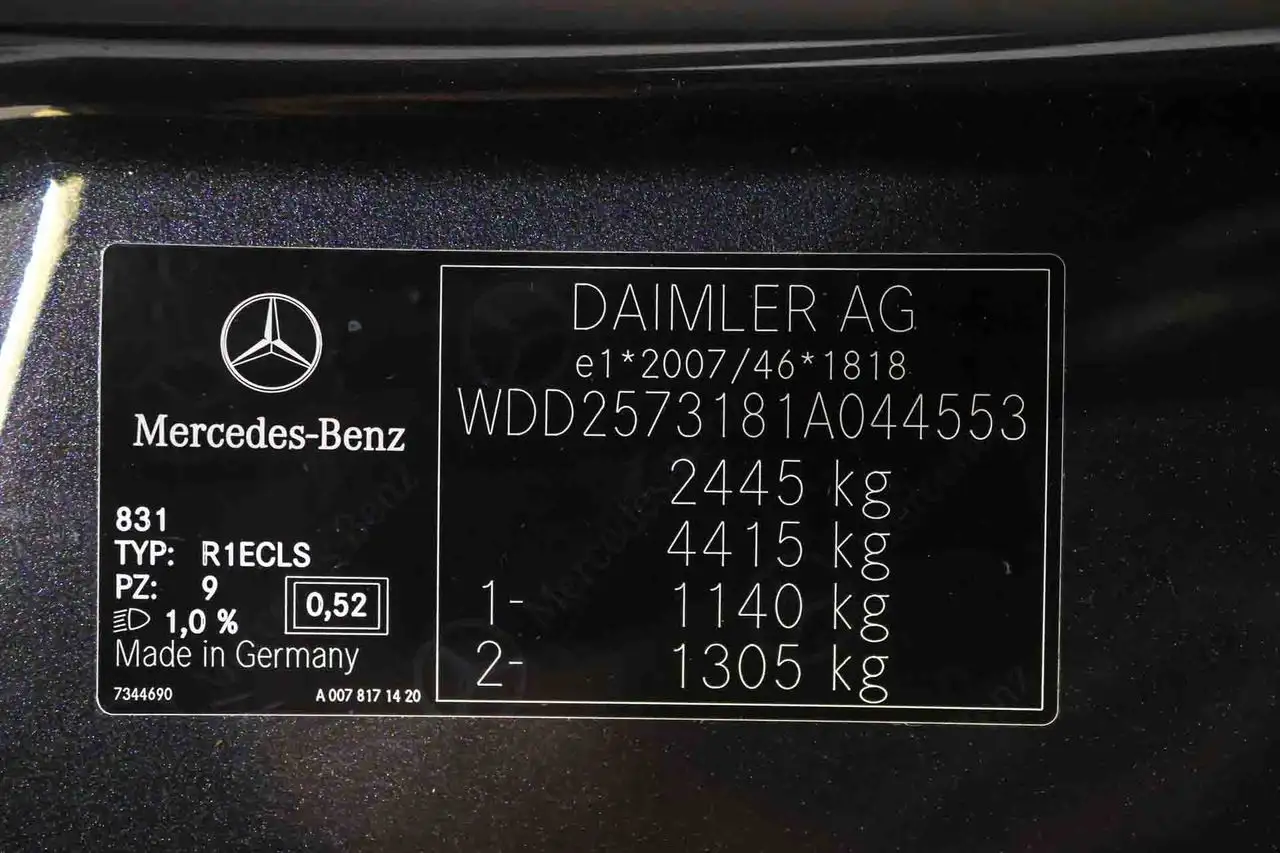 Mercedes-Benz
831
TYP: R1ECLS
PZ: 9
1,0 %
0,52
Made in Germany
7344690 A 007 817 14 20
DAIMLER AG
e1*2007/46*1818
WDD2573181A044553
2445 kg
4415 kg
1- 1140 kg
2- 1305 kg